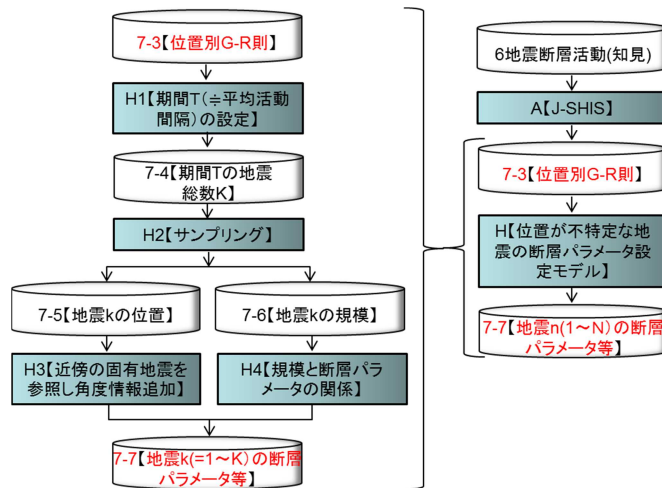 7-3【位置別G-R則】
H1【期間T(≑平均活動
間隔)の設定】
7-4【期間Tの地震
総数K】
H2【サンプリング】
7-5【地震kの位置】
7-6【地震kの規模】
H3【近傍の固有地震を
参照し角度情報追加】
H4【規模と断層パラ
メータの関係】
7-7【地震k(=1～K)の断層
パラメータ等】
6地震断層活動(知見)
A【J-SHIS】
7-3【位置別G-R則】
H【位置が不特定な地
震の断層パラメータ設
定モデル】
7-7【地震n(1～N)の断層
パラメータ等】